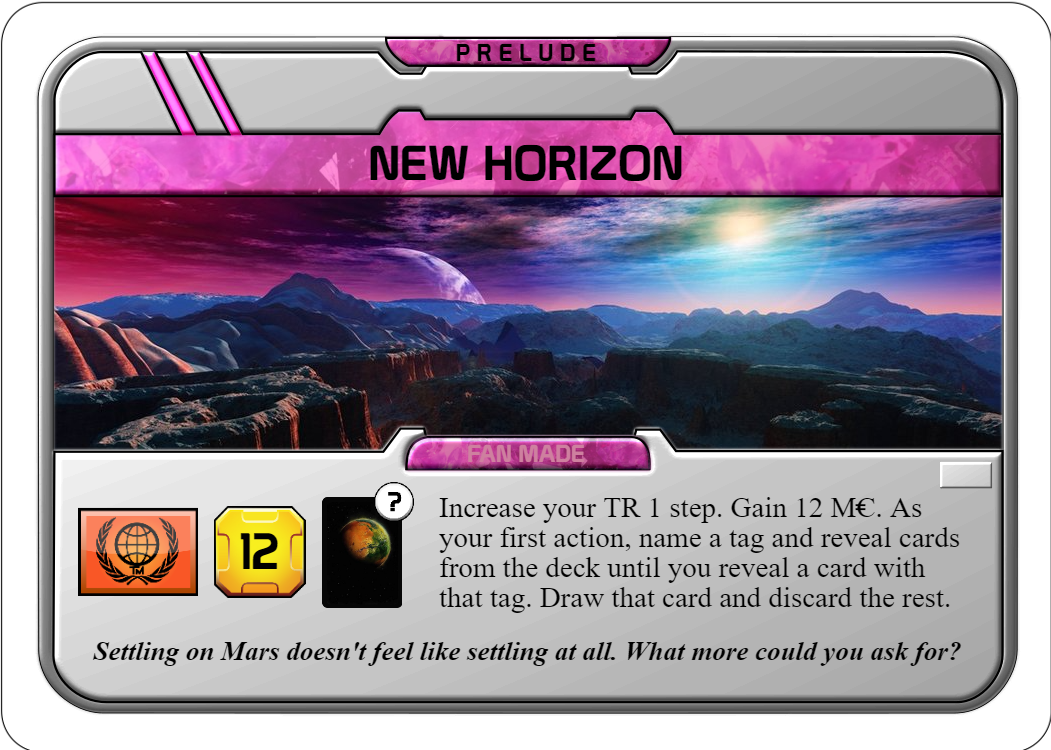 PRELUDE
NEW HORIZON
FAN MADE
?
TM
12
Increase your TR 1 step. Gain 12 M€. As
your first action, name a tag and reveal cards
from the deck until you reveal a card with
that tag. Draw that card and discard the rest.
Settling on Mars doesn't feel like settling at all. What more could you ask for?